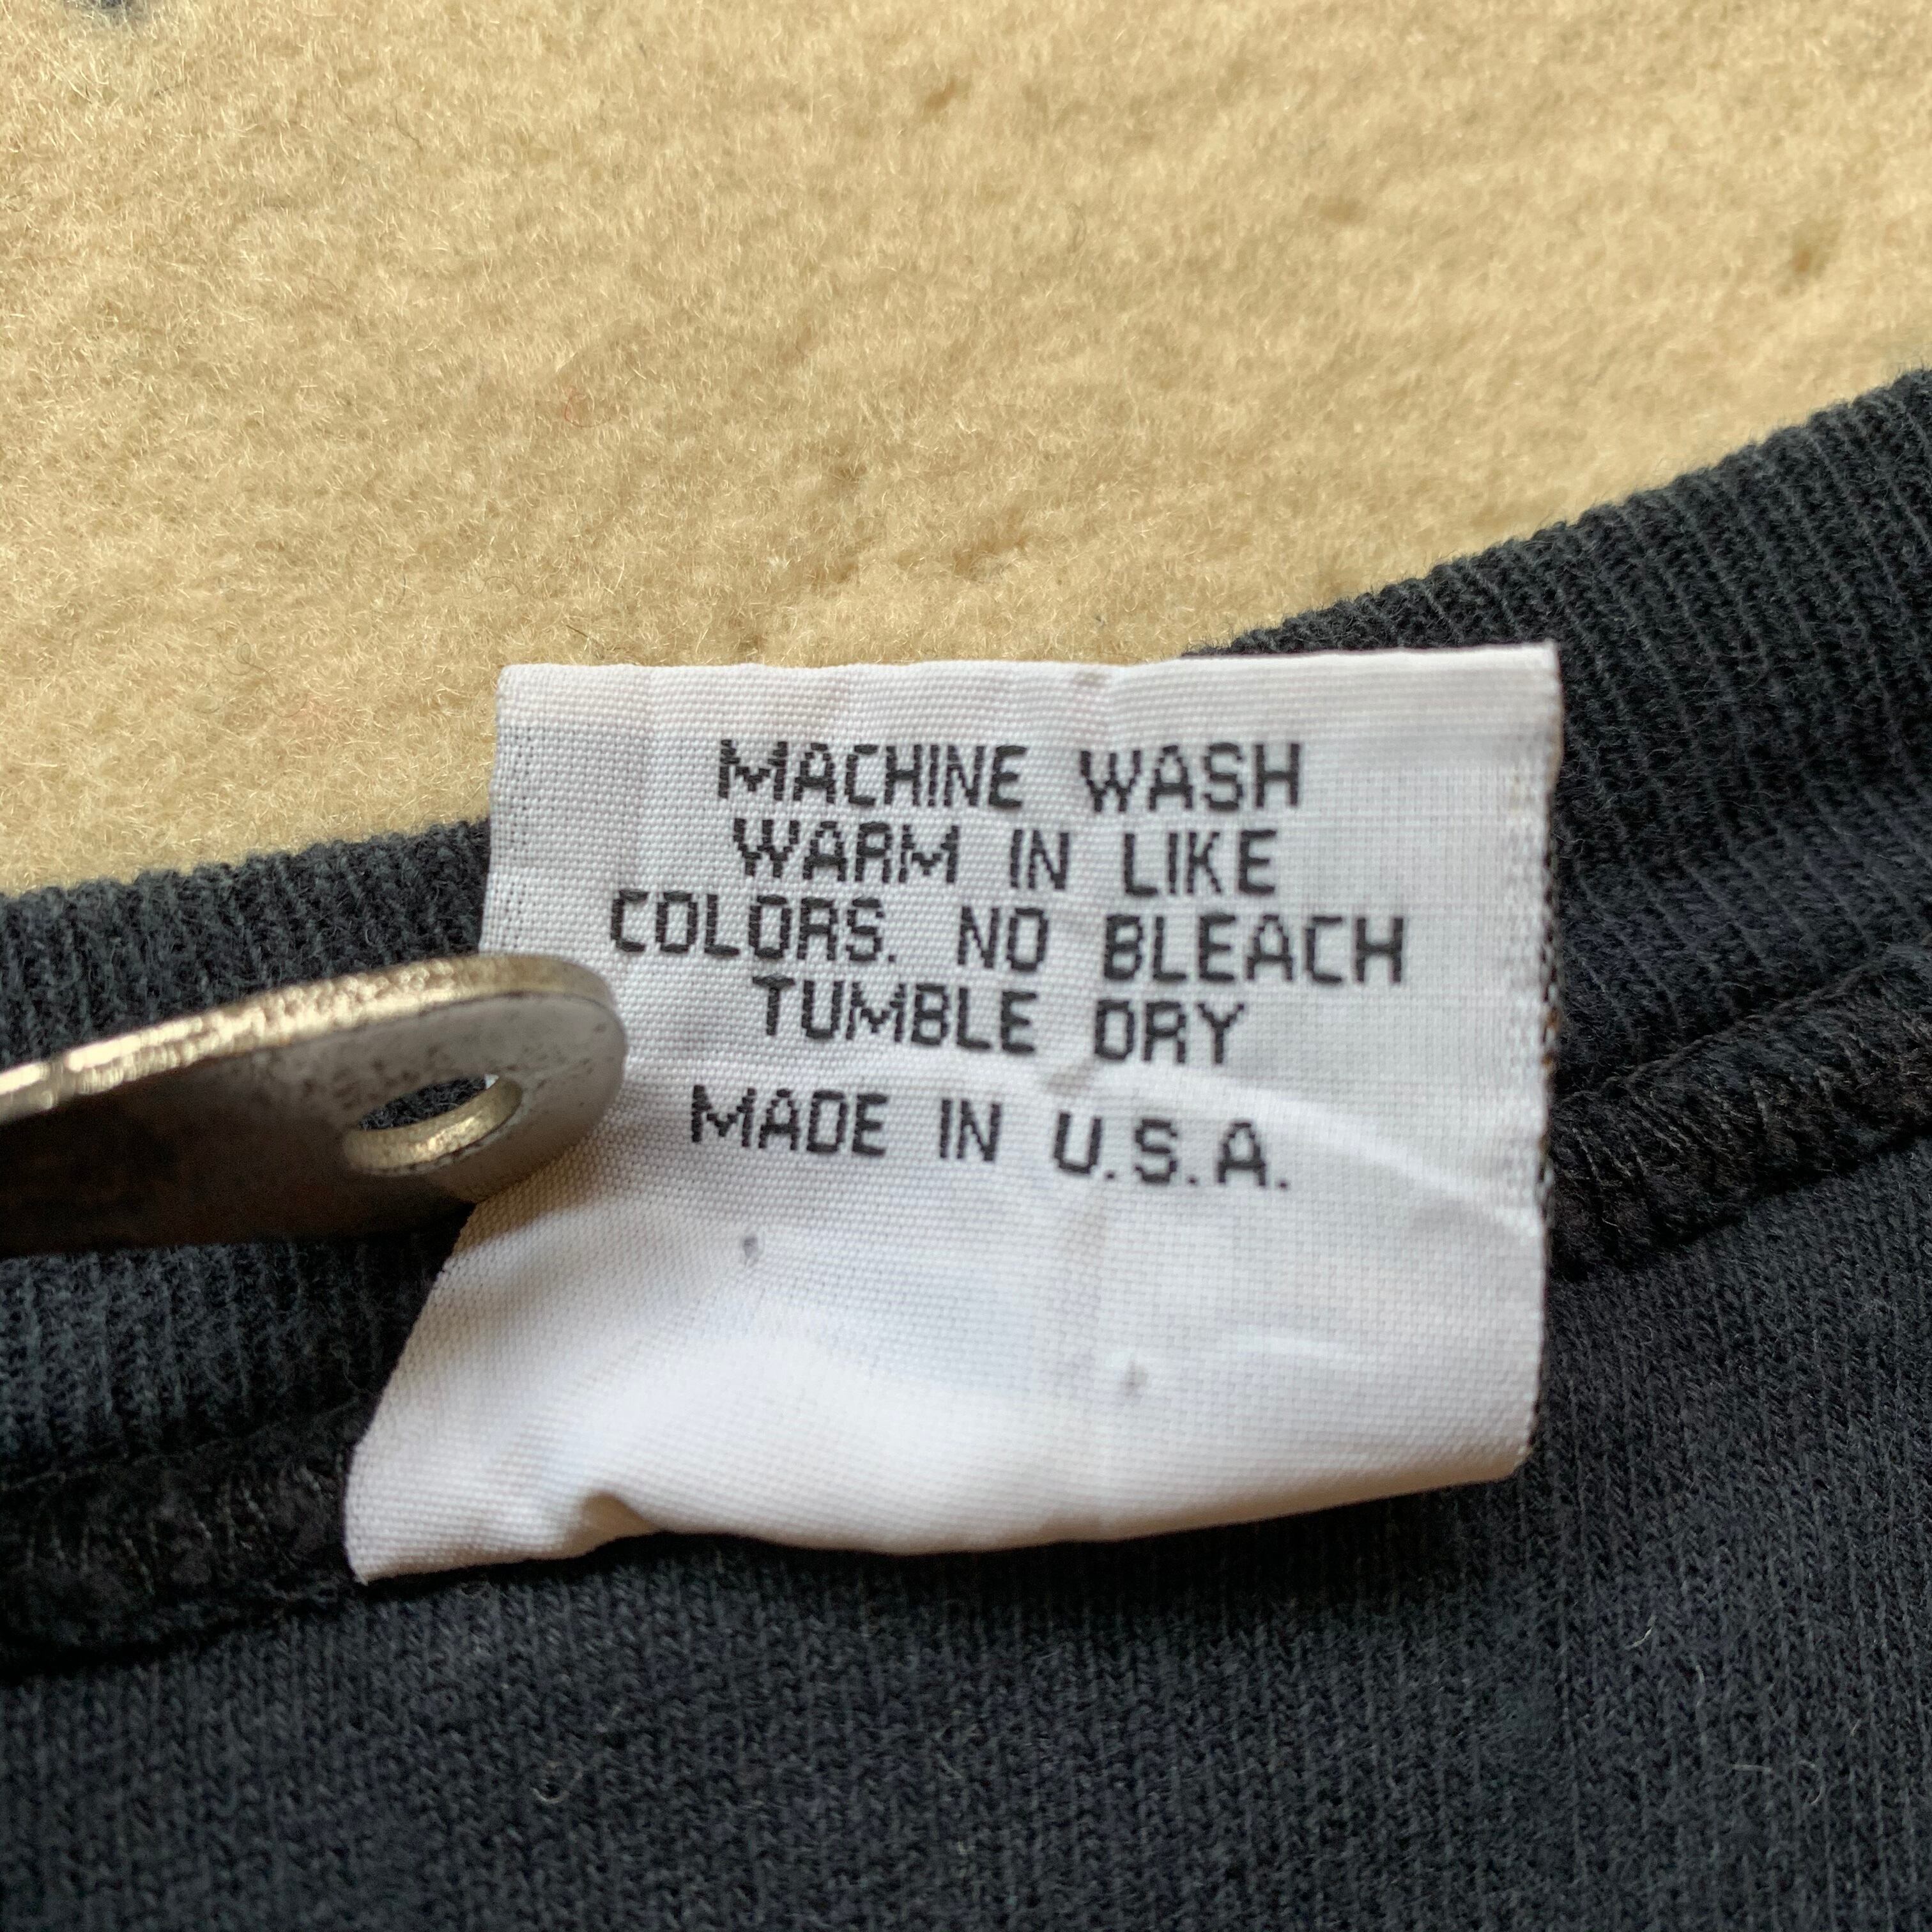 MACHINE WASH
WARM IN LIKE
COLORS. NO BLEACH
TUMBLE DRY
MADE IN U.S.A.